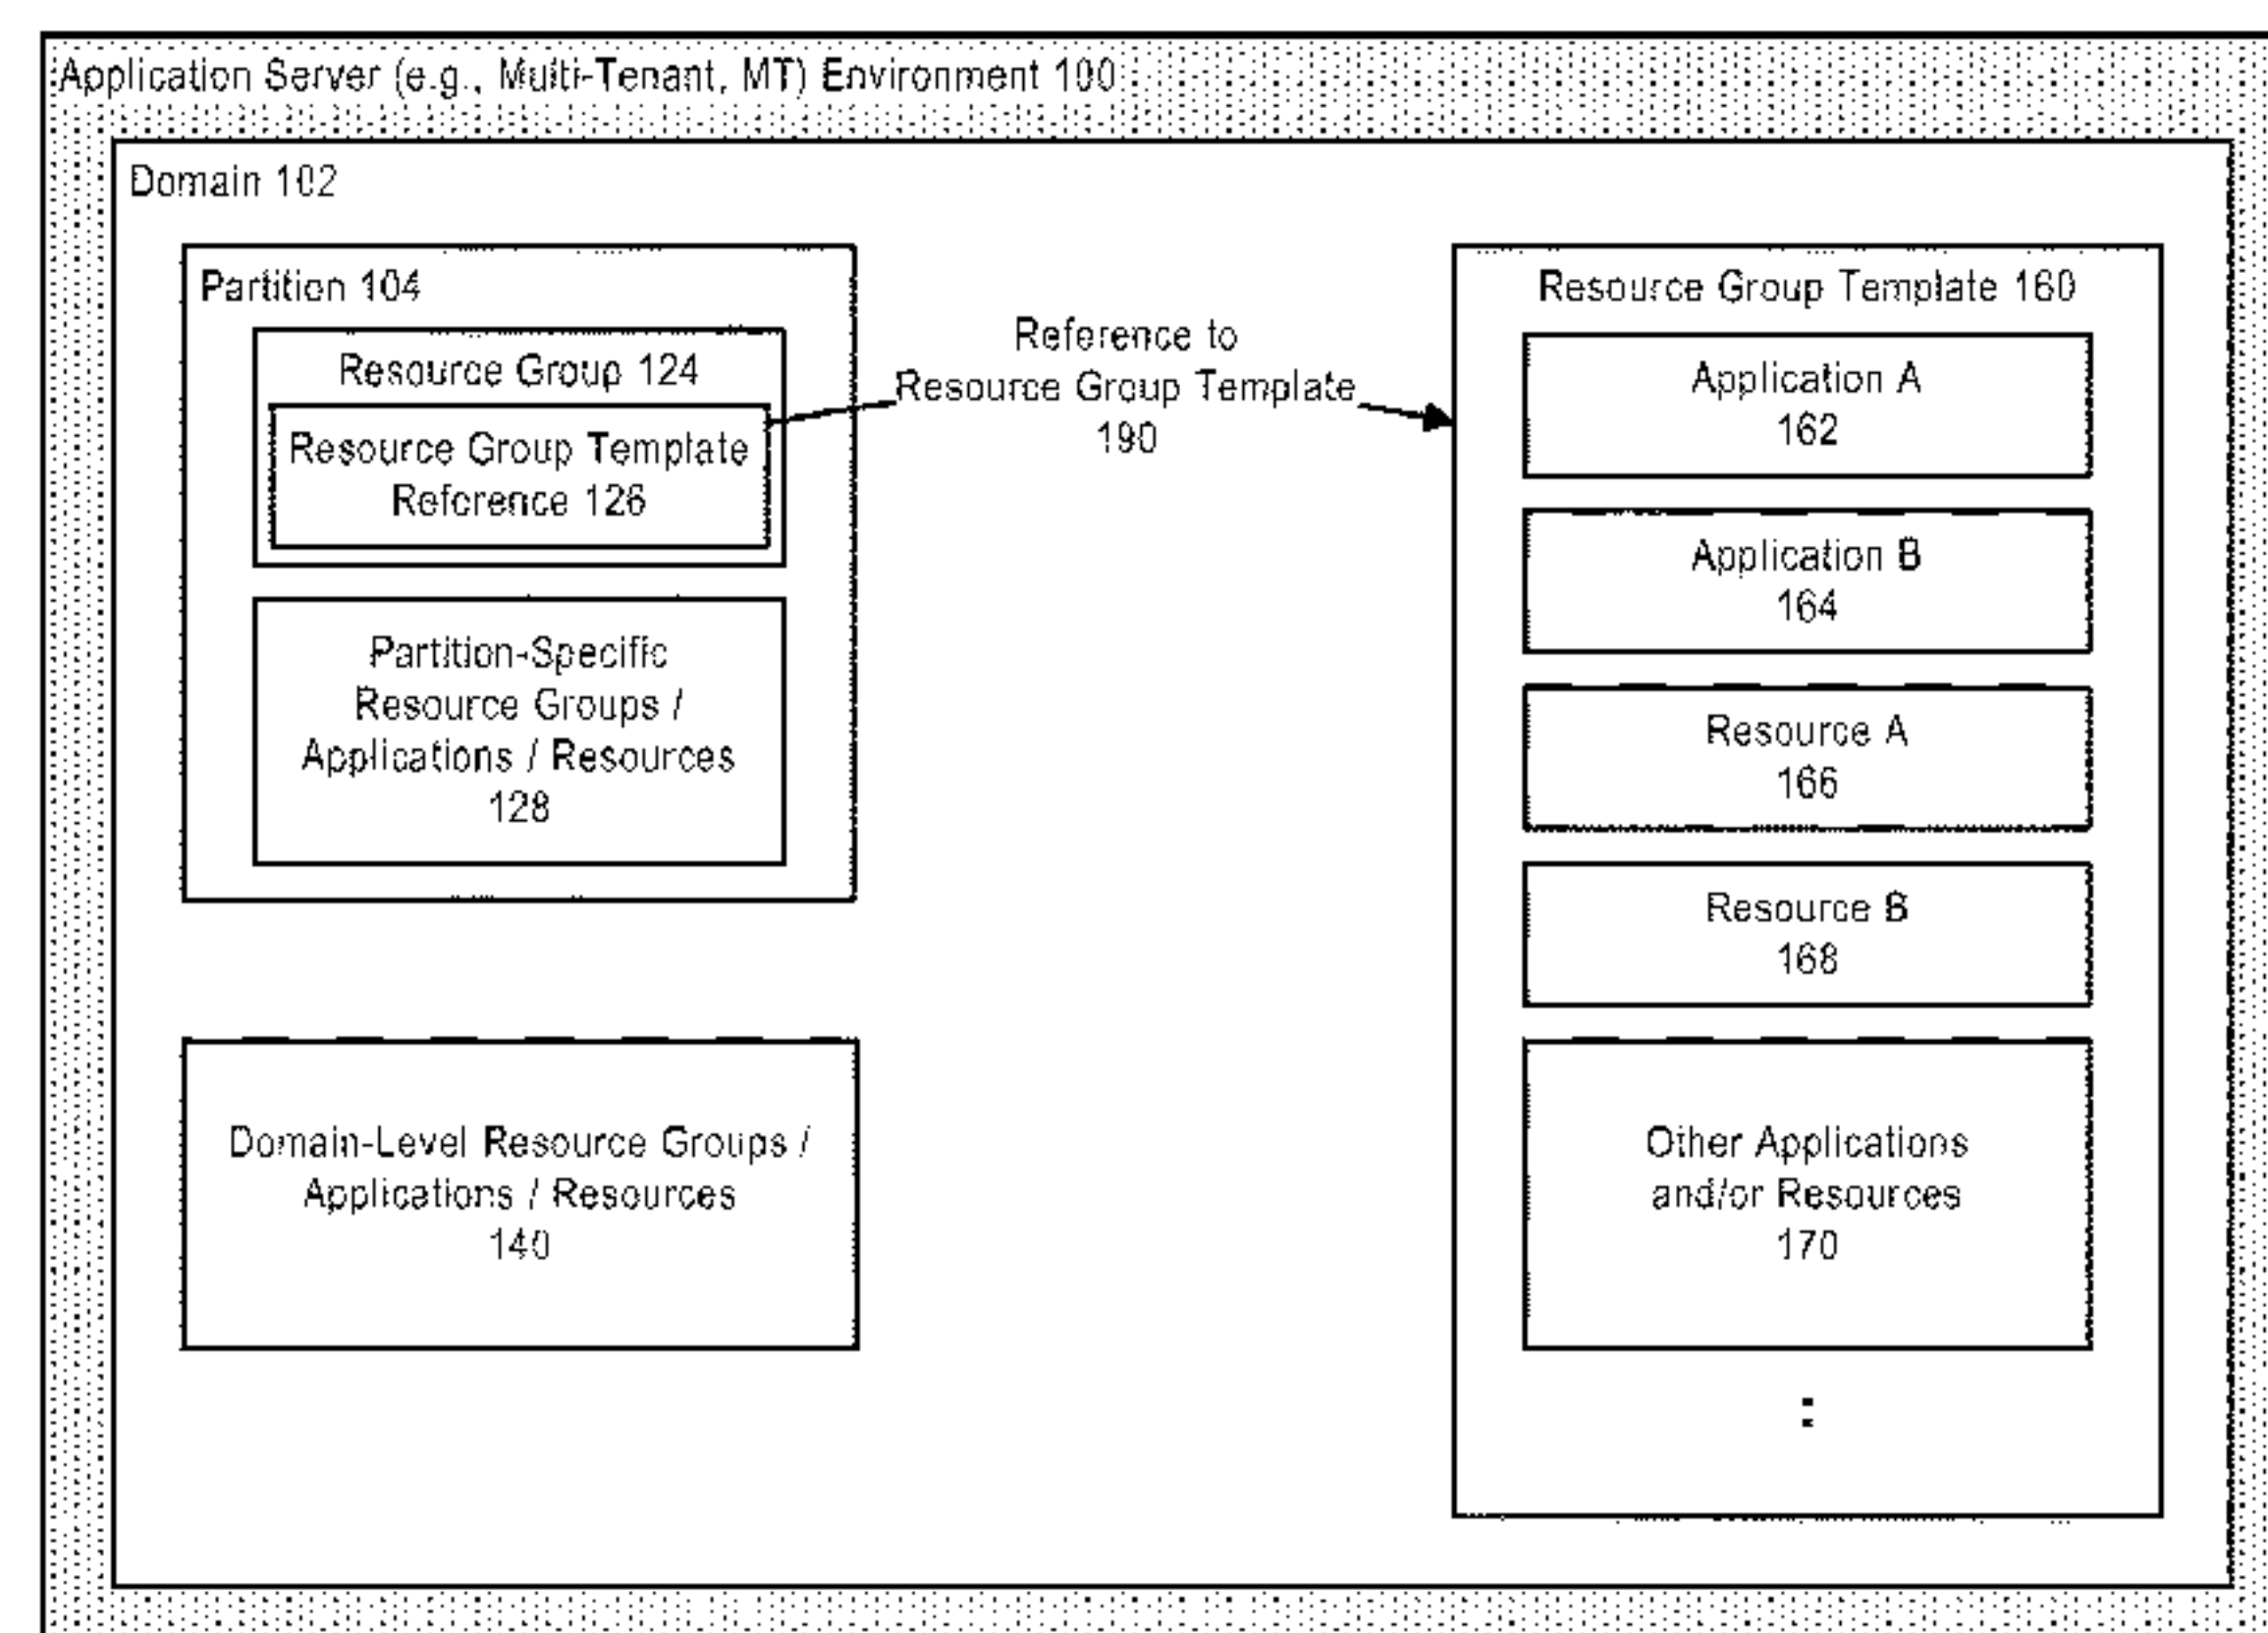 Application Server (e.g., Multi-Tenant, MT) Environment 100
Domain 102
Partition 104
Resource Group 124
Resource Group Template
Reference 126
Partition-Specific
Resource Groups /
Applications / Resources
128
Domain-Level Resource Groups /
Applications / Resources
140
Reference to
Resource Group Template
190
Resource Group Template 160
Application A
162
Application B
164
Resource A
166
Resource B
168
Other Applications
and/or Resources
170